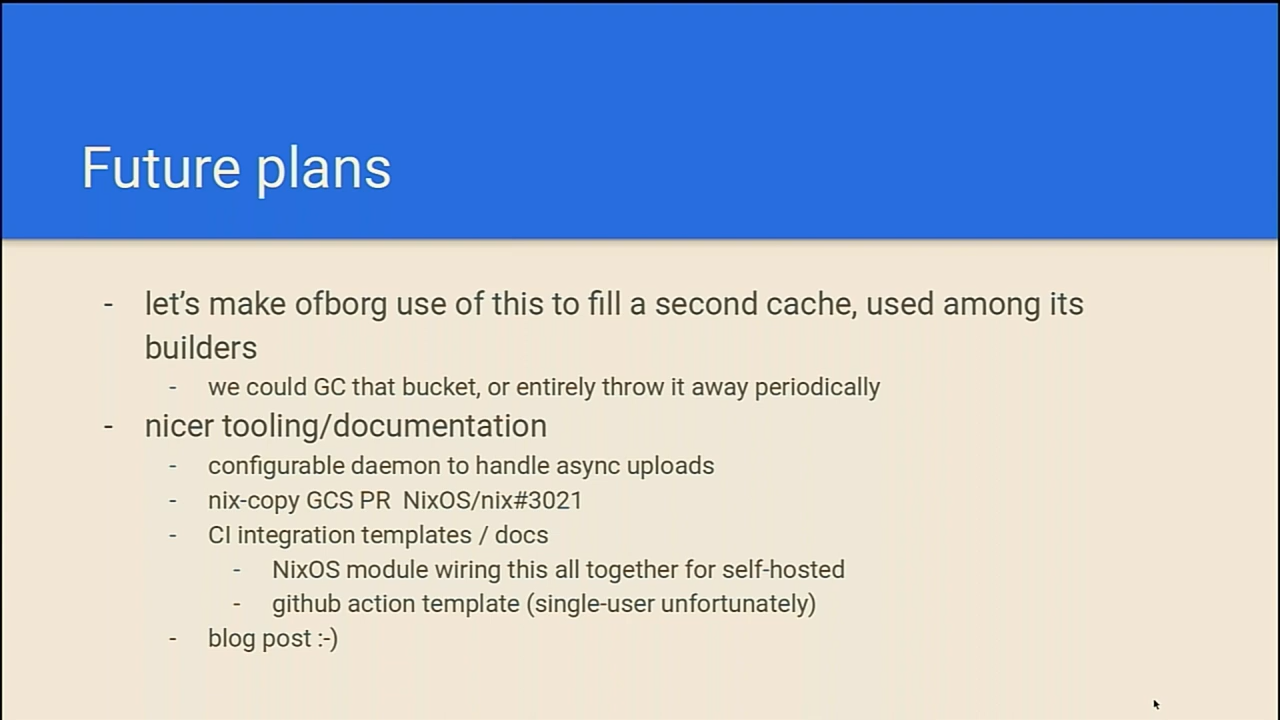 Future plans
- let's make ofborg use of this to fill a second cache, used among its
builders
- we could GC that bucket, or entirely throw it away periodically
- nicer tooling/documentation
- configurable daemon to handle async uploads
- nix-copy GCS PR  NixOS/nix#3021
- CI integration templates / docs
- NixOS module wiring this all together for self-hosted
- github action template (single-user unfortunately)
- blog post :-)